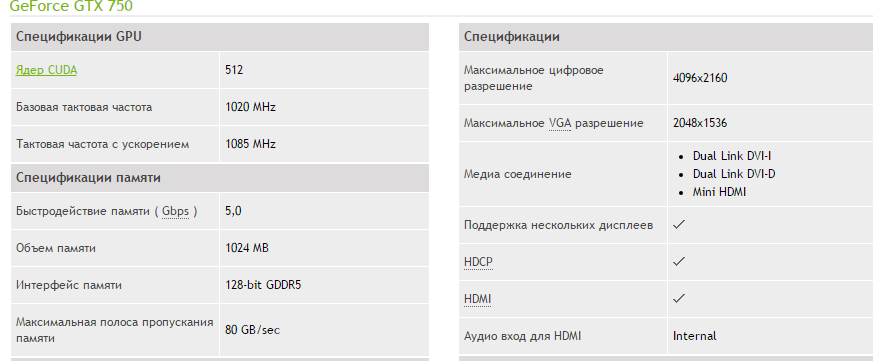 GeForce GTX 750
Спецификации GPU
Ядер CUDA 512
Базовая тактовая частота 1020 MHz
Тактовая частота с ускорением 1085 MHz
Спецификации памяти
Быстродействие памяти ( Gbps ) 5,0
Объем памяти 1024 MB
Интерфейс памяти 128-bit GDDR5
Максимальная полоса пропускания
памяти 80 GB/sec
Спецификации
Максимальное цифровое
разрешение 4096x2160
Максимальное VGA разрешение 2048x1536
Медиа соединение
• Dual Link DVI-I
• Dual Link DVI-D
• Mini HDMI
Поддержка нескольких дисплеев ✓
HDCP ✓
HDMI ✓
Аудио вход для HDMI Internal